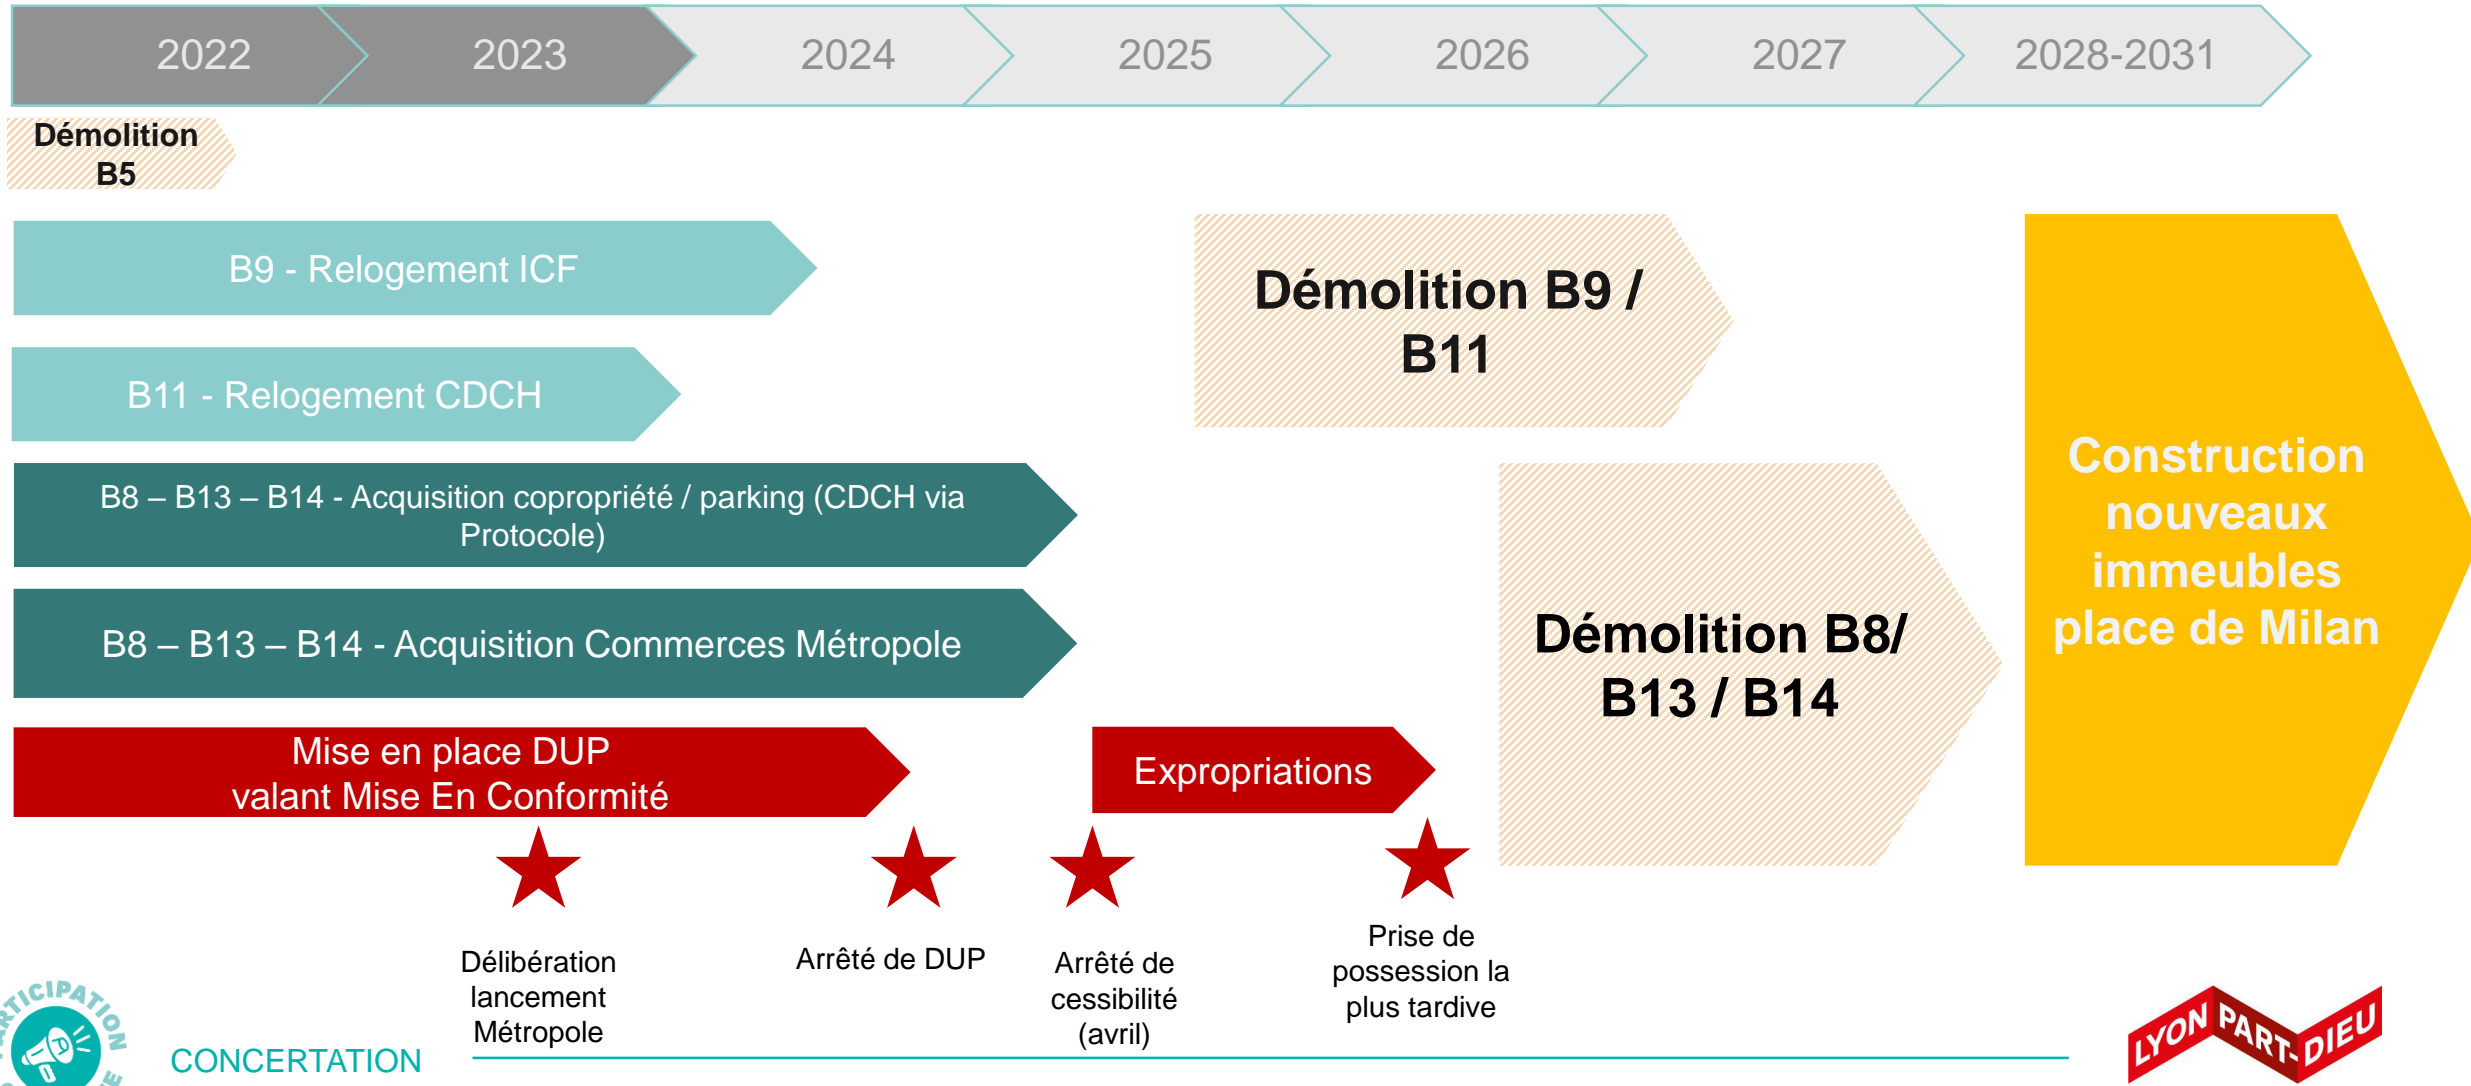 2022
2023
2024
2025
2026
2027
2028-2031
Démolition
B5
B9 - Relogement ICF
Démolition B9 /
B11
B11 - Relogement CDCH
B8 – B13 – B14 - Acquisition copropriété / parking (CDCH via
Protocole)
B8 – B13 – B14 - Acquisition Commerces Métropole
Démolition B8/
B13 / B14
Construction
nouveaux
immeubles
place de Milan
Mise en place DUP
valant Mise En Conformité
Expropriations
Délibération
lancement
Métropole
Arrêté de DUP
Arrêté de
cessibilité
(avril)
Prise de
possession la
plus tardive
PARTICIPATION
CONCERTATION
LYON PART-DIEU